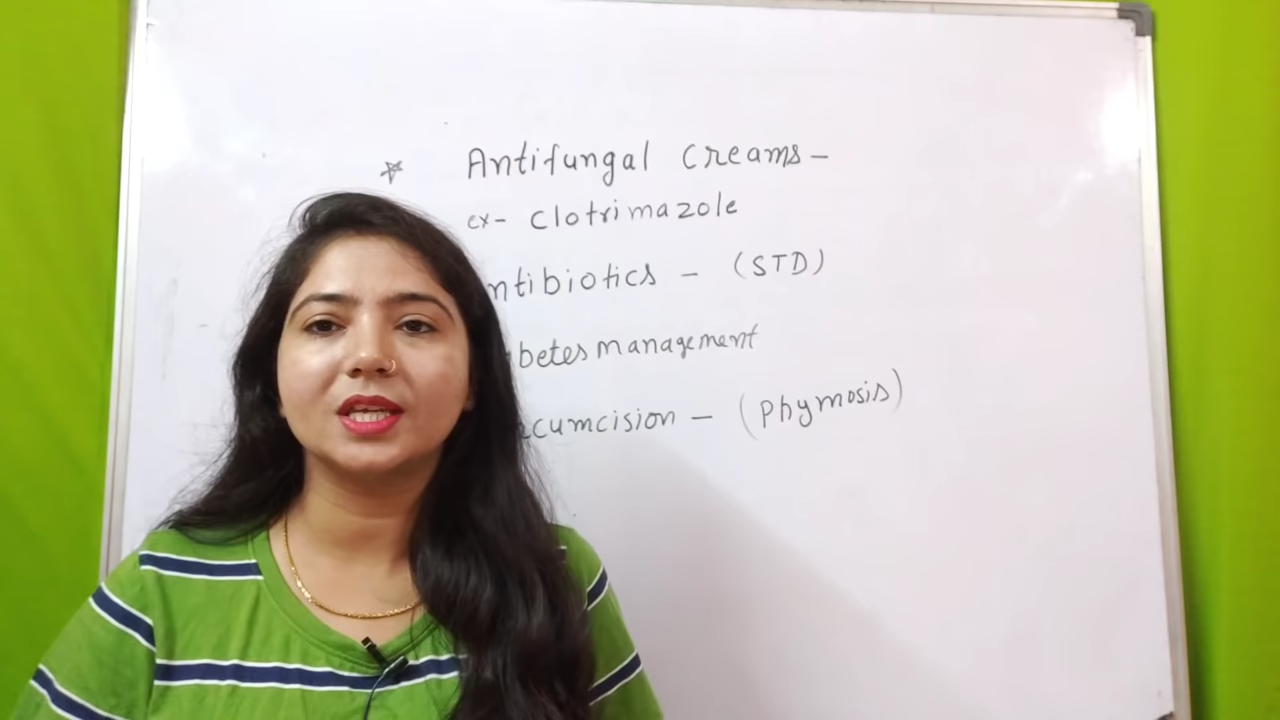 Antifungal creams-
ex- Clotrimazole
ntibiotics - (STD)
betes management
cumcision - (Phymosis)